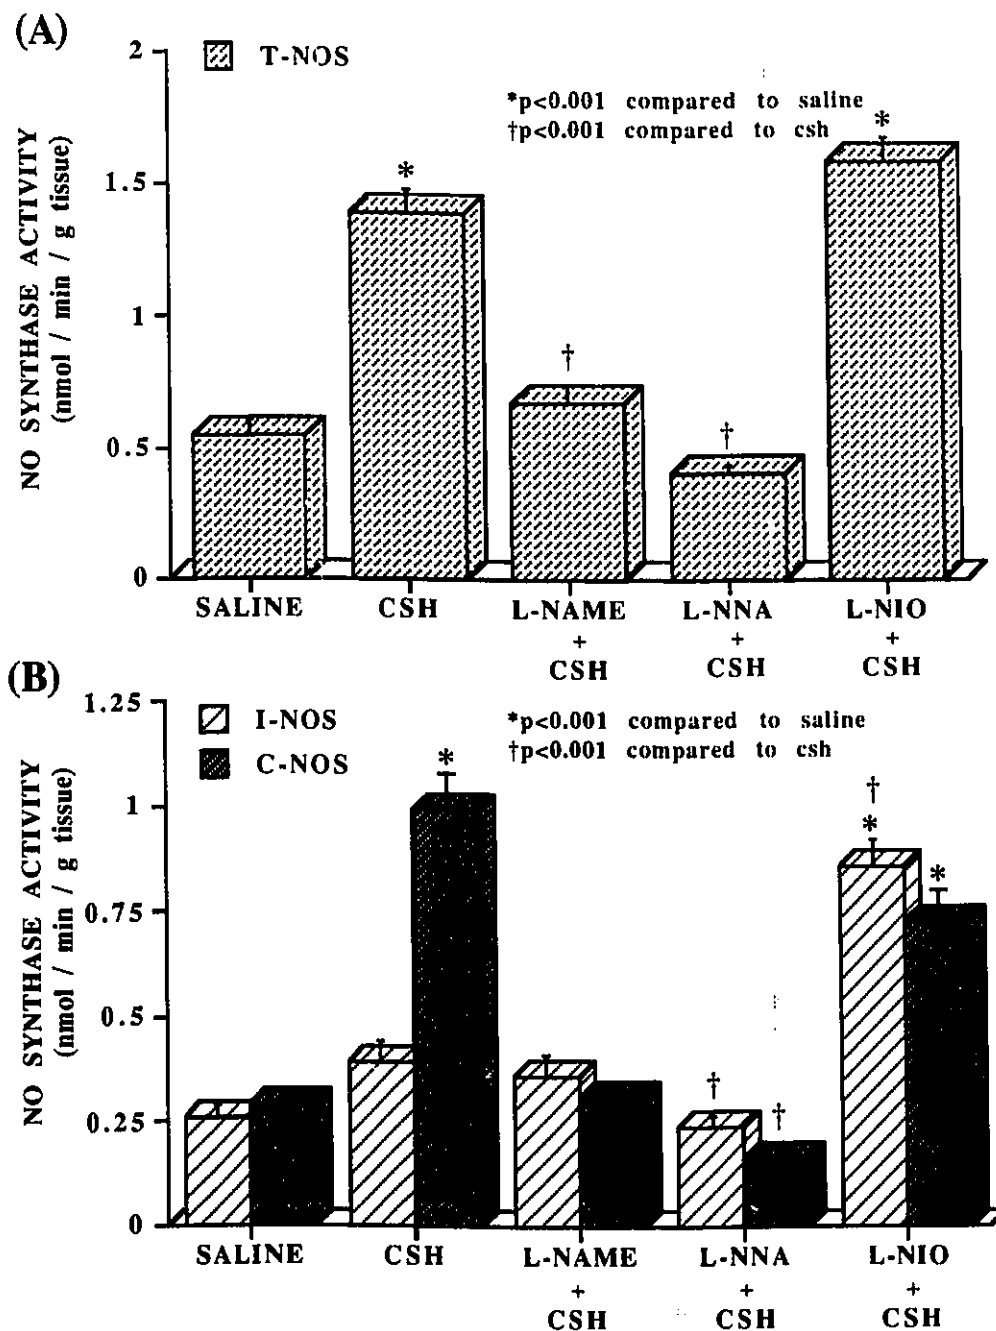 (A)
2
T-NOS
*p<0.001 compared to saline
†p<0.001 compared to csh
NO SYNTHASE ACTIVITY
(nmol / min / g tissue)
1.5
1
0.5
0
*
†
†
*
SALINE CSH L-NAME + CSH L-NNA + CSH L-NIO + CSH
(B)
1.25
I-NOS
C-NOS
*p<0.001 compared to saline
†p<0.001 compared to csh
NO SYNTHASE ACTIVITY
(nmol / min / g tissue)
1
0.75
0.5
0.25
0
*
†
†
†
*
*
SALINE CSH L-NAME + CSH L-NNA + CSH L-NIO + CSH